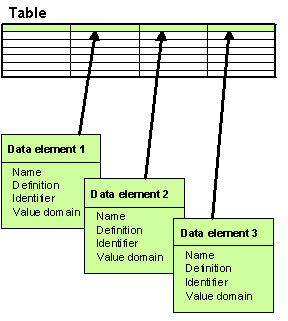 Table
Data element 1
Name
Definition
Identifier
Value domain
Data element 2
Name
Definition
Identifier
Value domain
Data element 3
Name
Definition
Identifier
Value domain